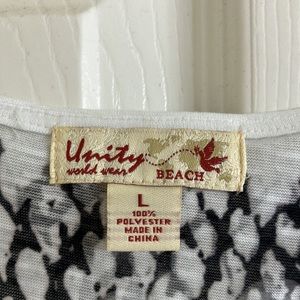 Unity
world wear
BEACH
L
100%
POLYESTER
MADE IN
CHINA